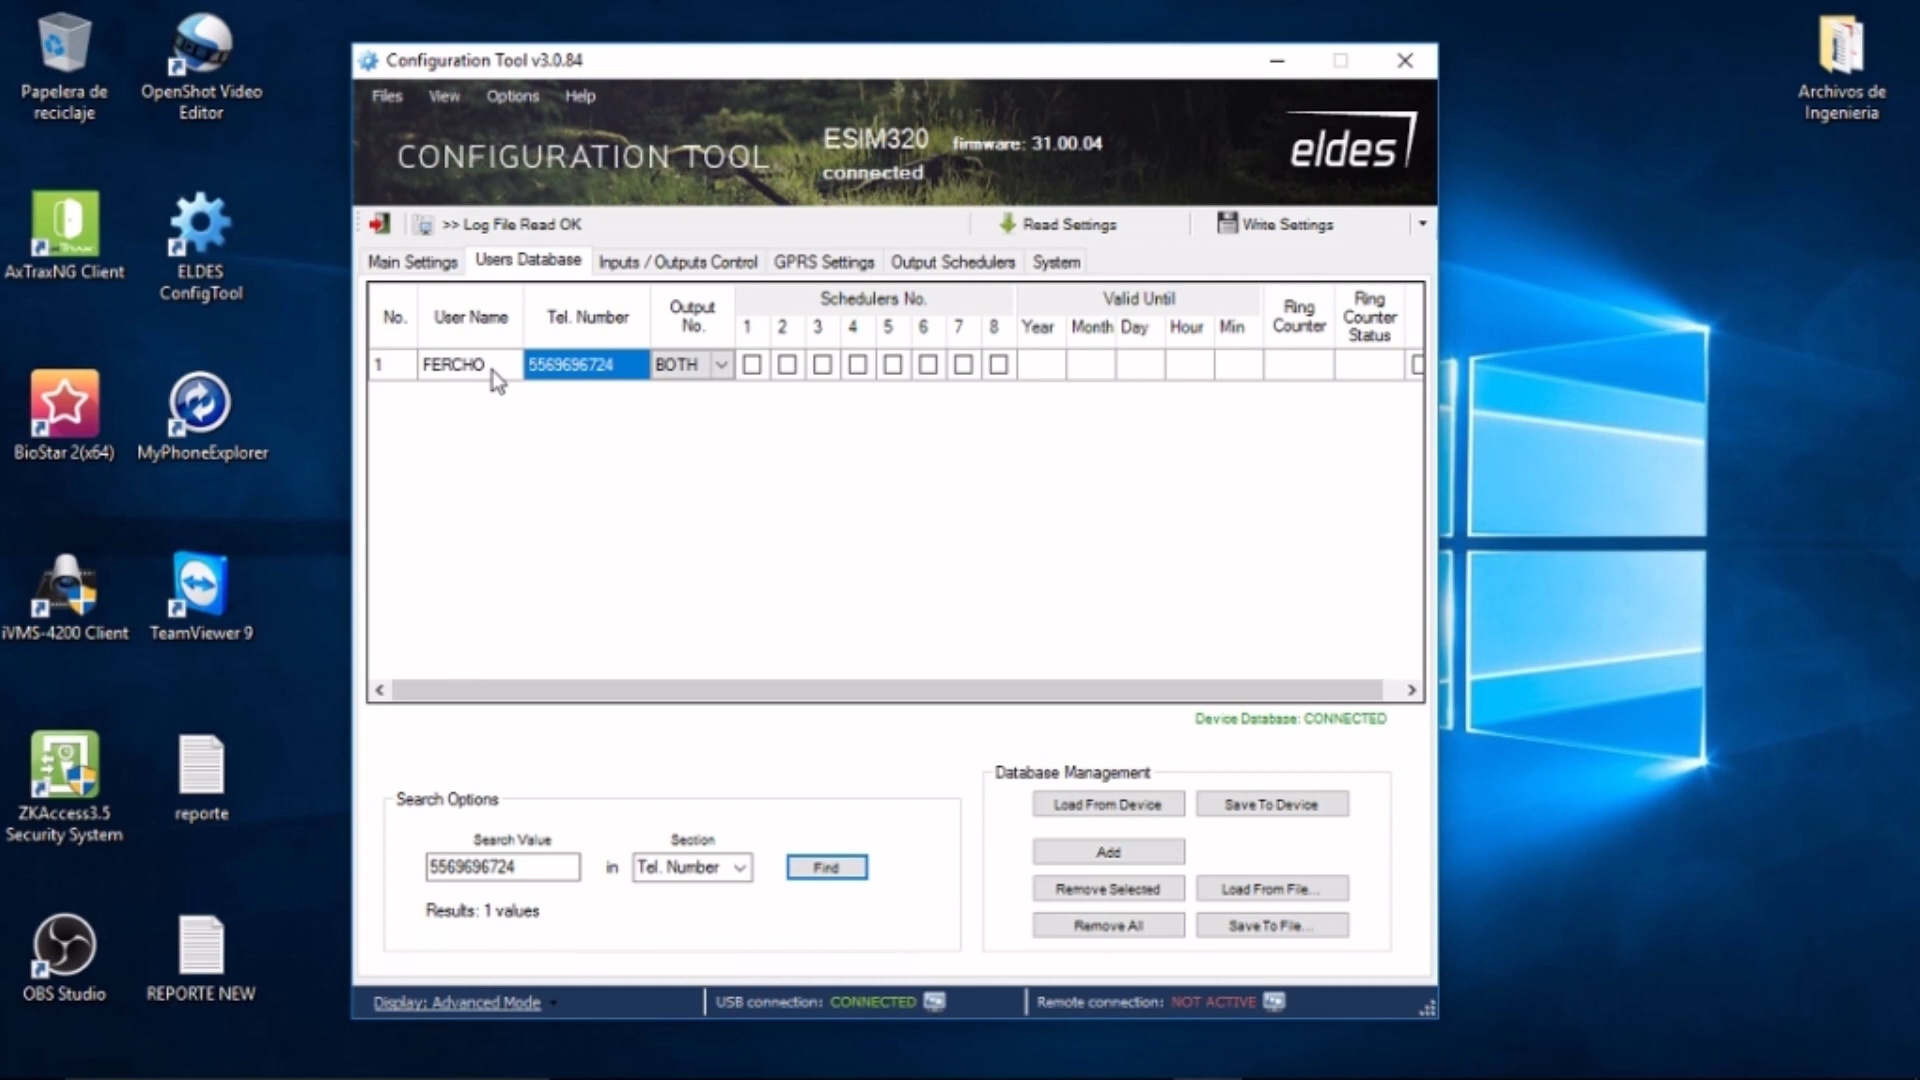 Papelera de
reciclaje
OpenShot Video
Editor
AxTraxNG Client
ELDES
ConfigTool
BioStar 2(x64)
MyPhoneExplorer
iVMS-4200 Client
TeamViewer 9
ZKAccess3.5
Security System
reporte
OBS Studio
REPORTE NEW
Archivos de
Ingenieria
Configuration Tool v3.0.84
Files View Options Help
CONFIGURATION TOOL
ESIM320 firmware: 31.00.04
connected
eldes
>> Log File Read OK
Read Settings
Write Settings
Main Settings Users Database Inputs / Outputs Control GPRS Settings Output Schedulers System
No. User Name Tel. Number Output No. Schedulers No. Valid Until Ring Counter Ring Counter Status
1 2 3 4 5 6 7 8 Year Month Day Hour Min
1 FERCHO 5569696724 BOTH
Device Database: CONNECTED
Search Options
Search Value Section
5569696724 in Tel. Number Find
Results: 1 values
Database Management
Load From Device Save To Device
Add
Remove Selected Load From File...
Remove All Save To File...
Display: Advanced Mode USB connection: CONNECTED Remote connection: NOT ACTIVE